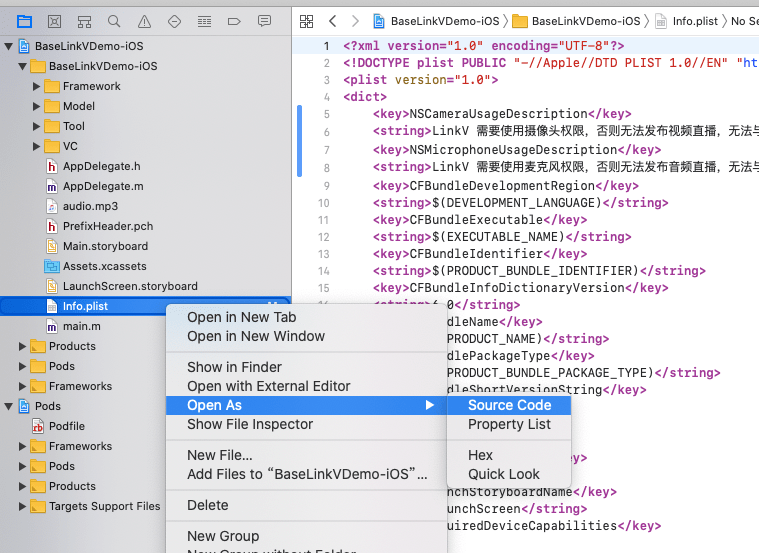 BaseLinkVDemo-iOS
BaseLinkVDemo-iOS
Framework
Model
Tool
VC
AppDelegate.h
AppDelegate.m
audio.mp3
PrefixHeader.pch
Main.storyboard
Assets.xcassets
LaunchScreen.storyboard
Info.plist
main.m
Products
Pods
Frameworks
Pods
Podfile
Frameworks
Pods
Products
Targets Support Files
BaseLinkVDemo-iOS 〉 BaseLinkVDemo-iOS 〉 Info.plist 〉 No Se
1 <?xml version="1.0" encoding="UTF-8"?>
2 <!DOCTYPE plist PUBLIC "-//Apple//DTD PLIST 1.0//EN" "ht
3 <plist version="1.0">
4 <dict>
5 <key>NSCameraUsageDescription</key>
6 <string>LinkV 需要使用摄像头权限，否则无法发布视频直播，无法与
7 <key>NSMicrophoneUsageDescription</key>
8 <string>LinkV 需要使用麦克风权限，否则无法发布音频直播，无法与
9 <key>CFBundleDevelopmentRegion</key>
10 <string>$(DEVELOPMENT_LANGUAGE)</string>
11 <key>CFBundleExecutable</key>
12 <string>$(EXECUTABLE_NAME)</string>
13 <key>CFBundleIdentifier</key>
14 <string>$(PRODUCT_BUNDLE_IDENTIFIER)</string>
15 <key>CFBundleInfoDictionaryVersion</key>
0</string>
ndleName</key>
PRODUCT_NAME)</string>
ndlePackageType</key>
PRODUCT_BUNDLE_PACKAGE_TYPE)</string>
ndleShortVersionString</key>
y>
nchStoryboardName</key>
unchScreen</string>
uiredDeviceCapabilities</key>
Open in New Tab
Open in New Window
Show in Finder
Open with External Editor
Open As
Show File Inspector
New File...
Add Files to “BaseLinkVDemo-iOS”...
Delete
New Group
New Group without Folder
Source Code
Property List
Hex
Quick Look